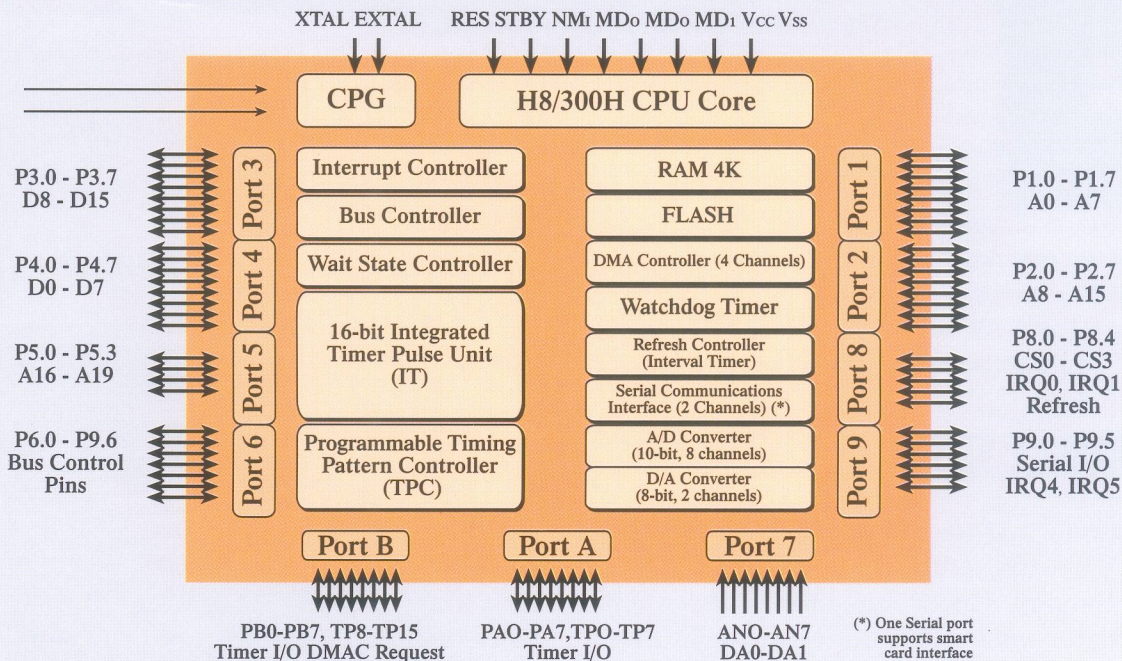 XTAL EXTAL
RES STBY NMI MD0 MD0 MD1 VCC VSS
CPG
H8/300H CPU Core
Port 3
Interrupt Controller
RAM 4K
Port 1
P3.0 - P3.7
D8 - D15
P1.0 - P1.7
A0 - A7
Bus Controller
FLASH
Port 4
Wait State Controller
DMA Controller (4 Channels)
Port 2
P4.0 - P4.7
D0 - D7
P2.0 - P2.7
A8 - A15
16-bit Integrated
Timer Pulse Unit
(IT)
Watchdog Timer
Port 5
P5.0 - P5.3
A16 - A19
Refresh Controller
(Interval Timer)
Port 8
P8.0 - P8.4
CS0 - CS3
IRQ0, IRQ1
Refresh
Serial Communications
Interface (2 Channels) (*)
Port 6
P6.0 - P9.6
Bus Control
Pins
Programmable Timing
Pattern Controller
(TPC)
A/D Converter
(10-bit, 8 channels)
D/A Converter
(8-bit, 2 channels)
Port 9
P9.0 - P9.5
Serial I/O
IRQ4, IRQ5
Port B
Port A
Port 7
PB0-PB7, TP8-TP15
Timer I/O DMAC Request
PAO-PA7,TPO-TP7
Timer I/O
ANO-AN7
DA0-DA1
(*) One Serial port
supports smart
card interface